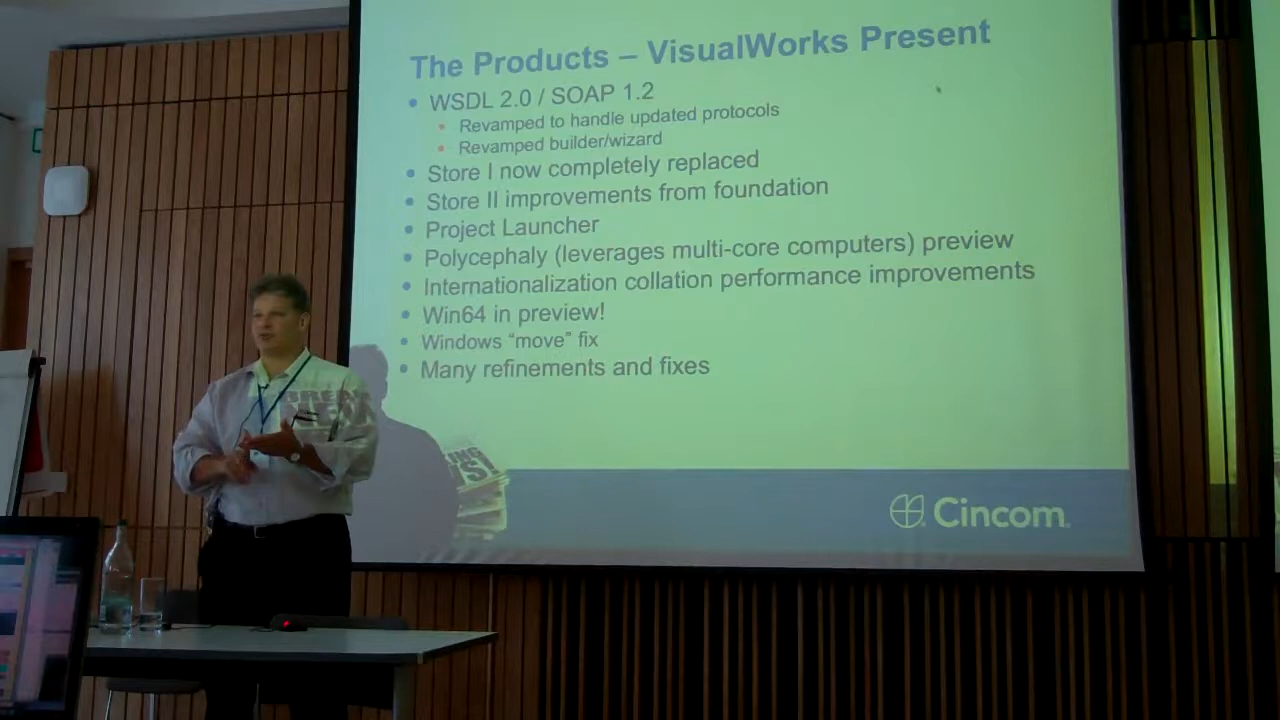 The Products – VisualWorks Present
• WSDL 2.0 / SOAP 1.2
• Revamped to handle updated protocols
• Revamped builder/wizard
• Store I now completely replaced
• Store II improvements from foundation
• Project Launcher
• Polycephaly (leverages multi-core computers) preview
• Internationalization collation performance improvements
• Win64 in preview!
• Windows “move” fix
• Many refinements and fixes
Cincom